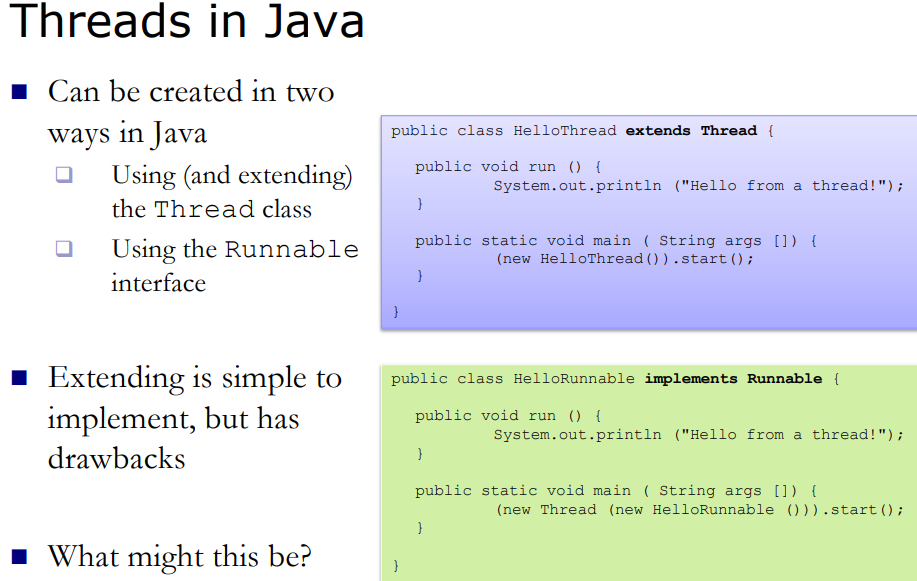 Threads in Java
Can be created in two
ways in Java
Using (and extending)
the Thread class
Using the Runnable
interface
public class HelloThread extends Thread {
public void run () {
System.out.println ("Hello from a thread!");
}
public static void main ( String args []) {
(new HelloThread()).start();
}
}
Extending is simple to
implement, but has
drawbacks
What might this be?
public class HelloRunnable implements Runnable {
public void run () {
System.out.println ("Hello from a thread!");
}
public static void main ( String args []) {
(new Thread (new HelloRunnable ())).start();
}
}